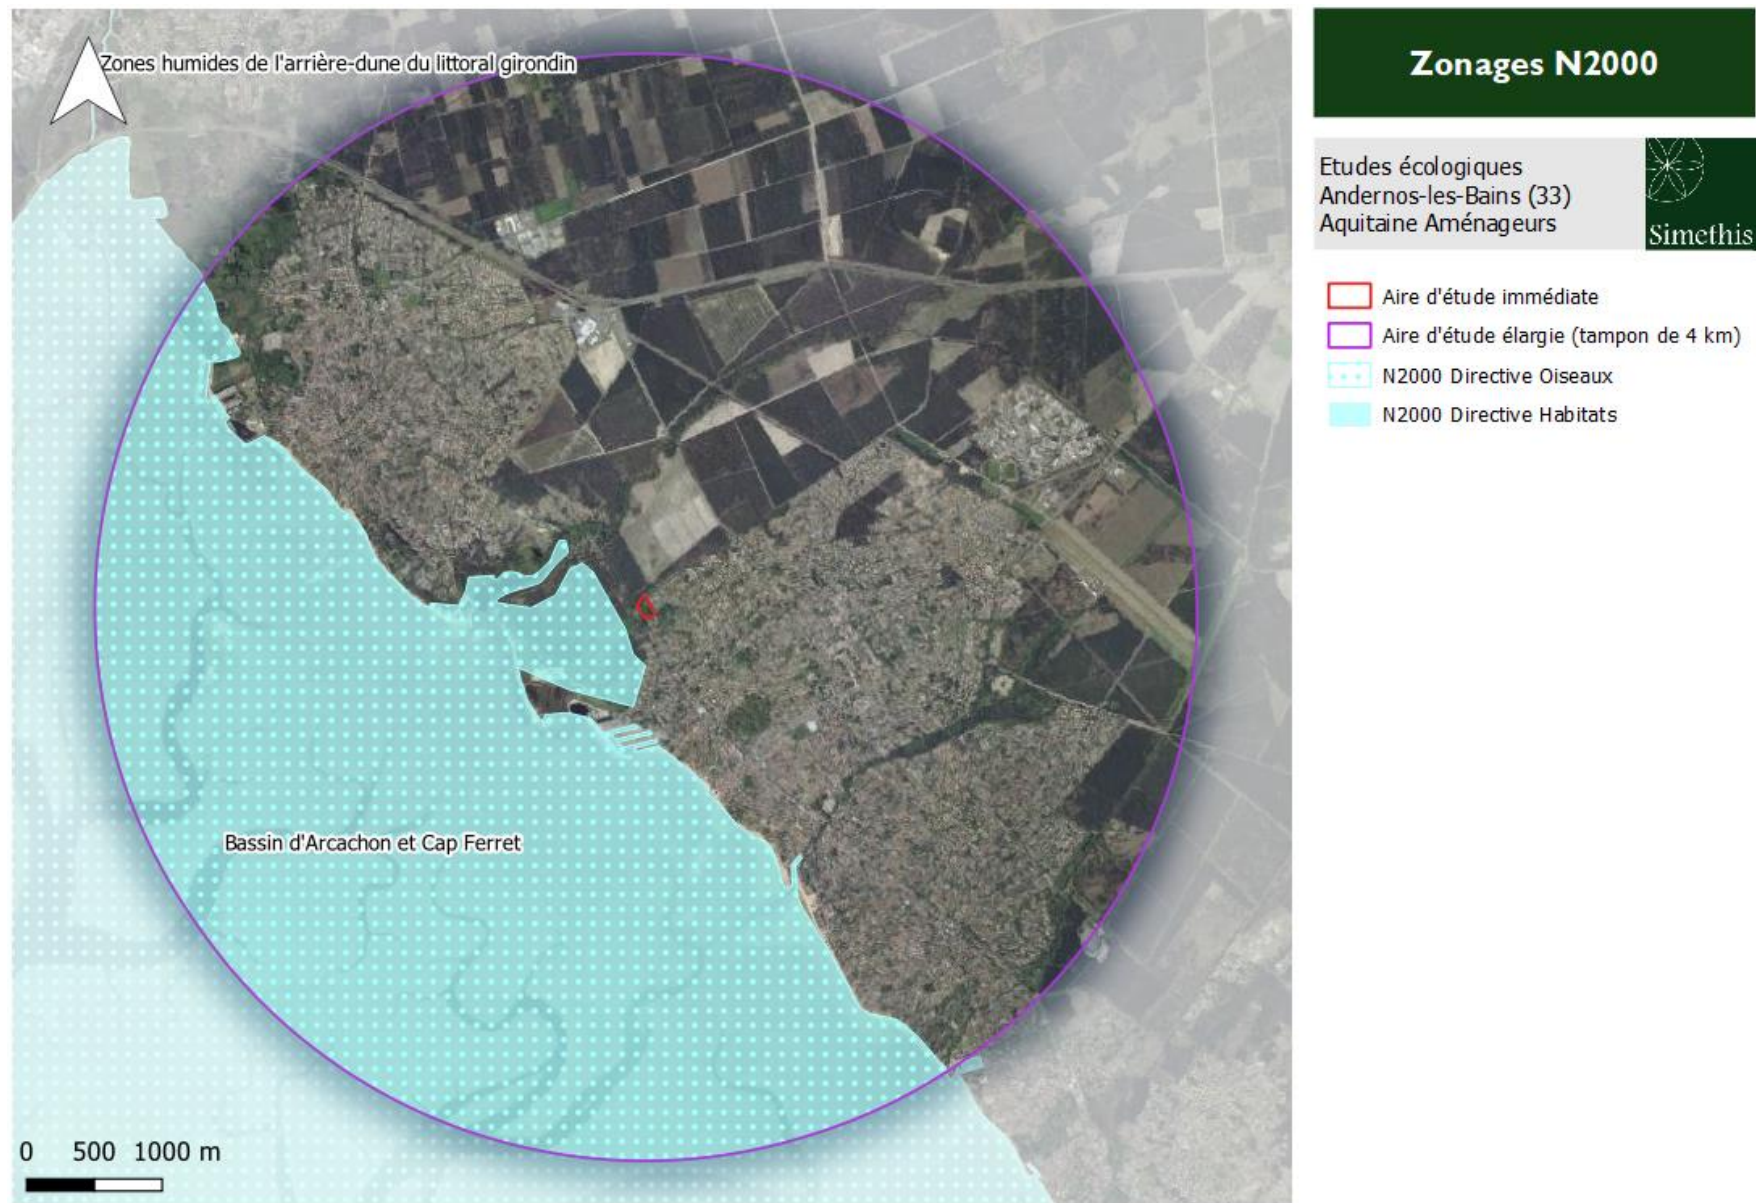 Zones humides de l'arrière-dune du littoral girondin
Bassin d'Arcachon et Cap Ferret
0 500 1000 m
Zonages N2000
Etudes écologiques
Andernos-les-Bains (33)
Aquitaine Aménageurs
Simethis
Aire d'étude immédiate
Aire d'étude élargie (tampon de 4 km)
N2000 Directive Oiseaux
N2000 Directive Habitats